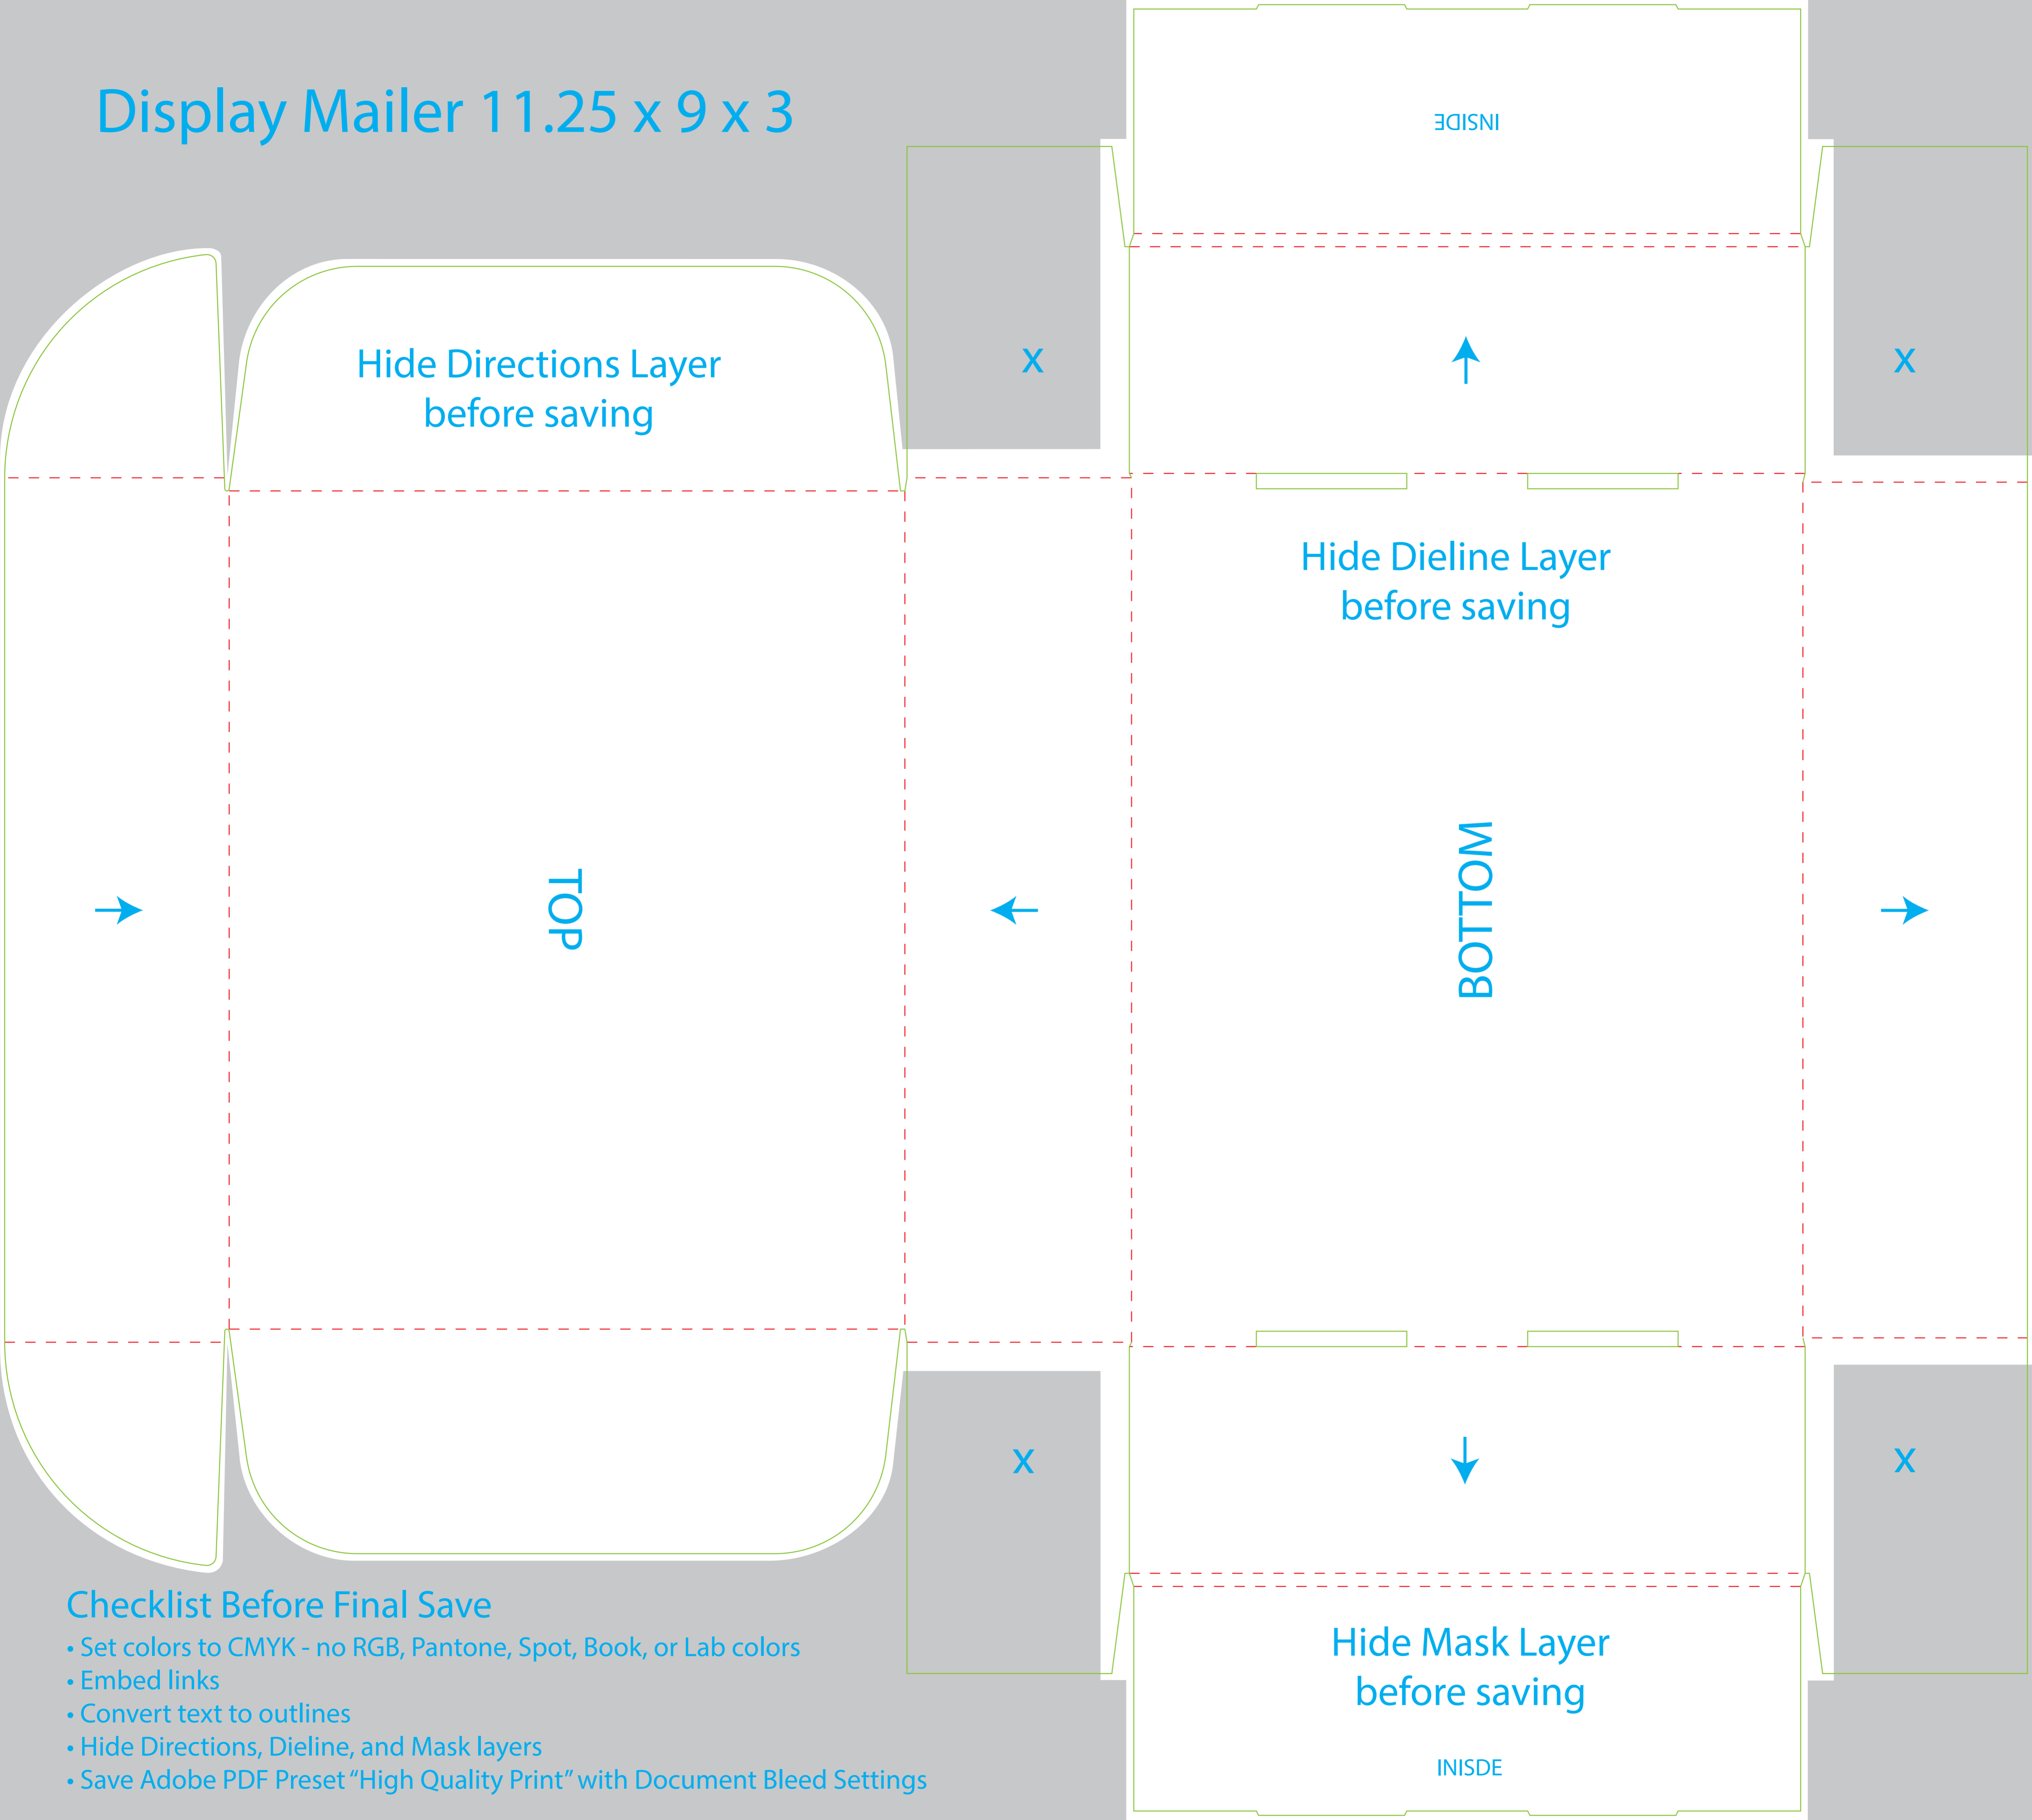 Display Mailer 11.25 x 9 x 3
INSIDE
Hide Directions Layer
before saving
x
x
Hide Dieline Layer
before saving
TOP
BOTTOM
x
x
Checklist Before Final Save
• Set colors to CMYK - no RGB, Pantone, Spot, Book, or Lab colors
• Embed links
• Convert text to outlines
• Hide Directions, Dieline, and Mask layers
• Save Adobe PDF Preset “High Quality Print” with Document Bleed Settings
Hide Mask Layer
before saving
INISDE